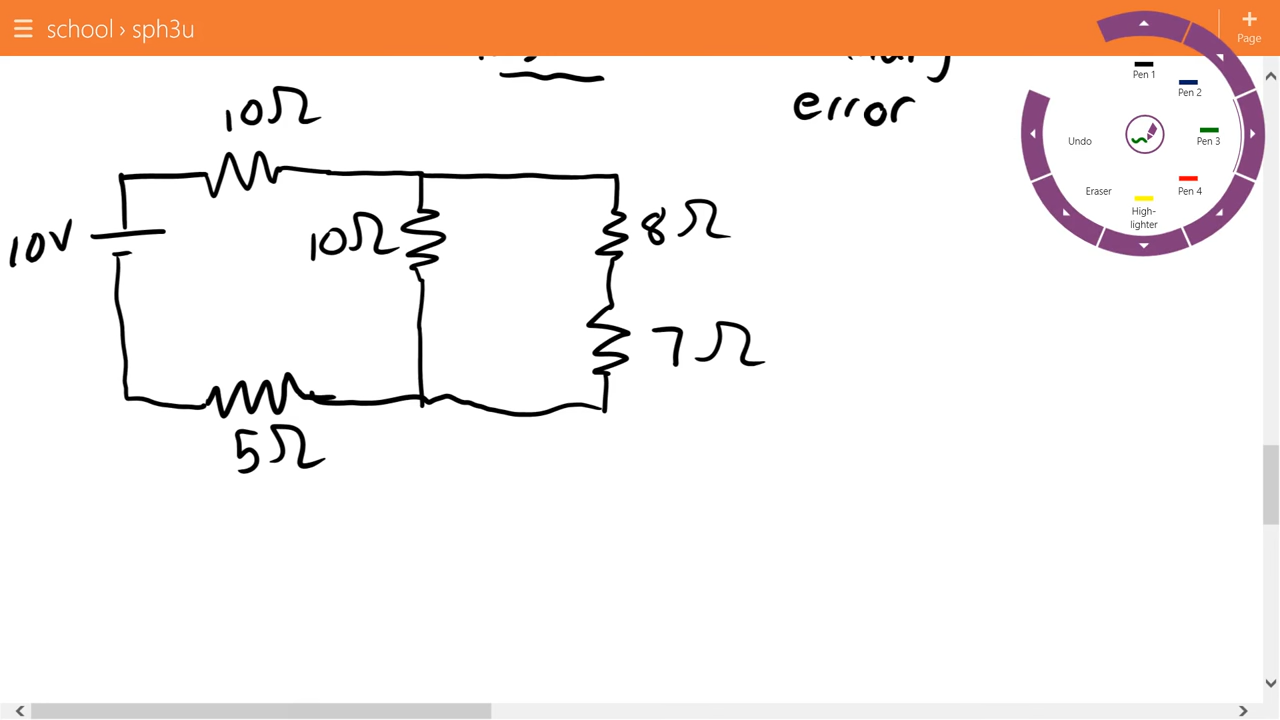 school › sph3u
Page
Pen 1
Pen 2
Undo
Pen 3
Eraser
Pen 4
High-
lighter
error
10Ω
10V
10Ω
8Ω
7Ω
5Ω